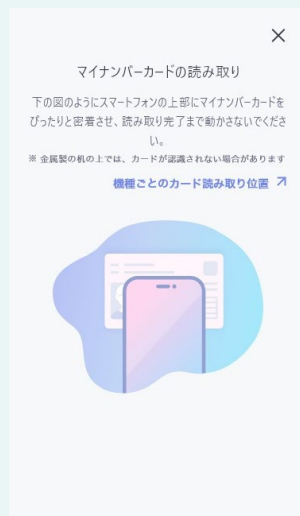 マイナンバーカードの読み取り
下の図のようにスマートフォンの上部にマイナンバーカードを
ぴったりと密着させ、読み取り完了まで動かさないでくださ
い。
※ 金属製の机の上では、カードが認識されない場合があります
機種ごとのカード読み取り位置